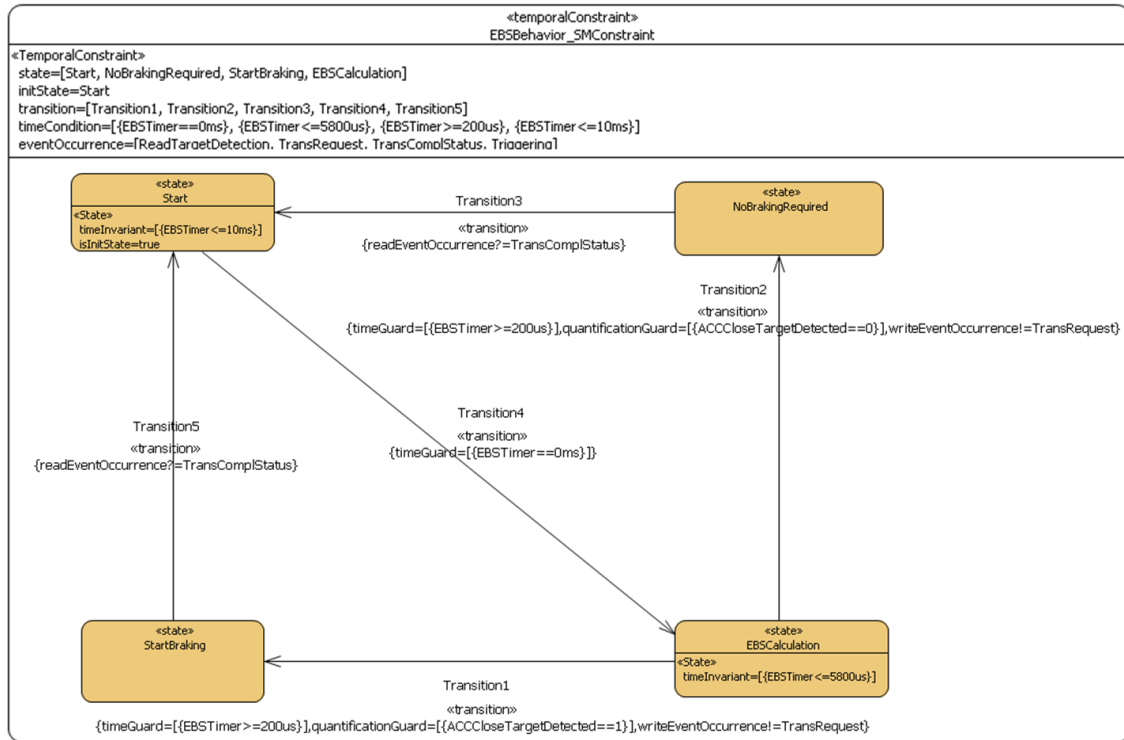 «temporalConstraint»
EBSBehavior_SMConstraint
«TemporalConstraint»
state=[Start, NoBrakingRequired, StartBraking, EBSCalculation]
initState=Start
transition=[Transition1, Transition2, Transition3, Transition4, Transition5]
timeCondition=[{EBSTimer==0ms}, {EBSTimer<=5800us}, {EBSTimer>=200us}, {EBSTimer<=10ms}]
eventOccurrence=[ReadTargetDetection, TransRequest, TransComplStatus, Triggering]
«state»
Start
«State»
timeInvariant=[{EBSTimer<=10ms}]
isInitState=true
Transition3
«transition»
{readEventOccurrence?=TransComplStatus}
«state»
NoBrakingRequired
Transition2
«transition»
{timeGuard=[{EBSTimer>=200us}],quantificationGuard=[{ACCCloseTargetDetected==0}],writeEventOccurrence!=TransRequest}
Transition5
«transition»
{readEventOccurrence?=TransComplStatus}
Transition4
«transition»
{timeGuard=[{EBSTimer==0ms}]}
«state»
StartBraking
«state»
EBSCalculation
«State»
timeInvariant=[{EBSTimer<=5800us}]
Transition1
«transition»
{timeGuard=[{EBSTimer>=200us}],quantificationGuard=[{ACCCloseTargetDetected==1}],writeEventOccurrence!=TransRequest}